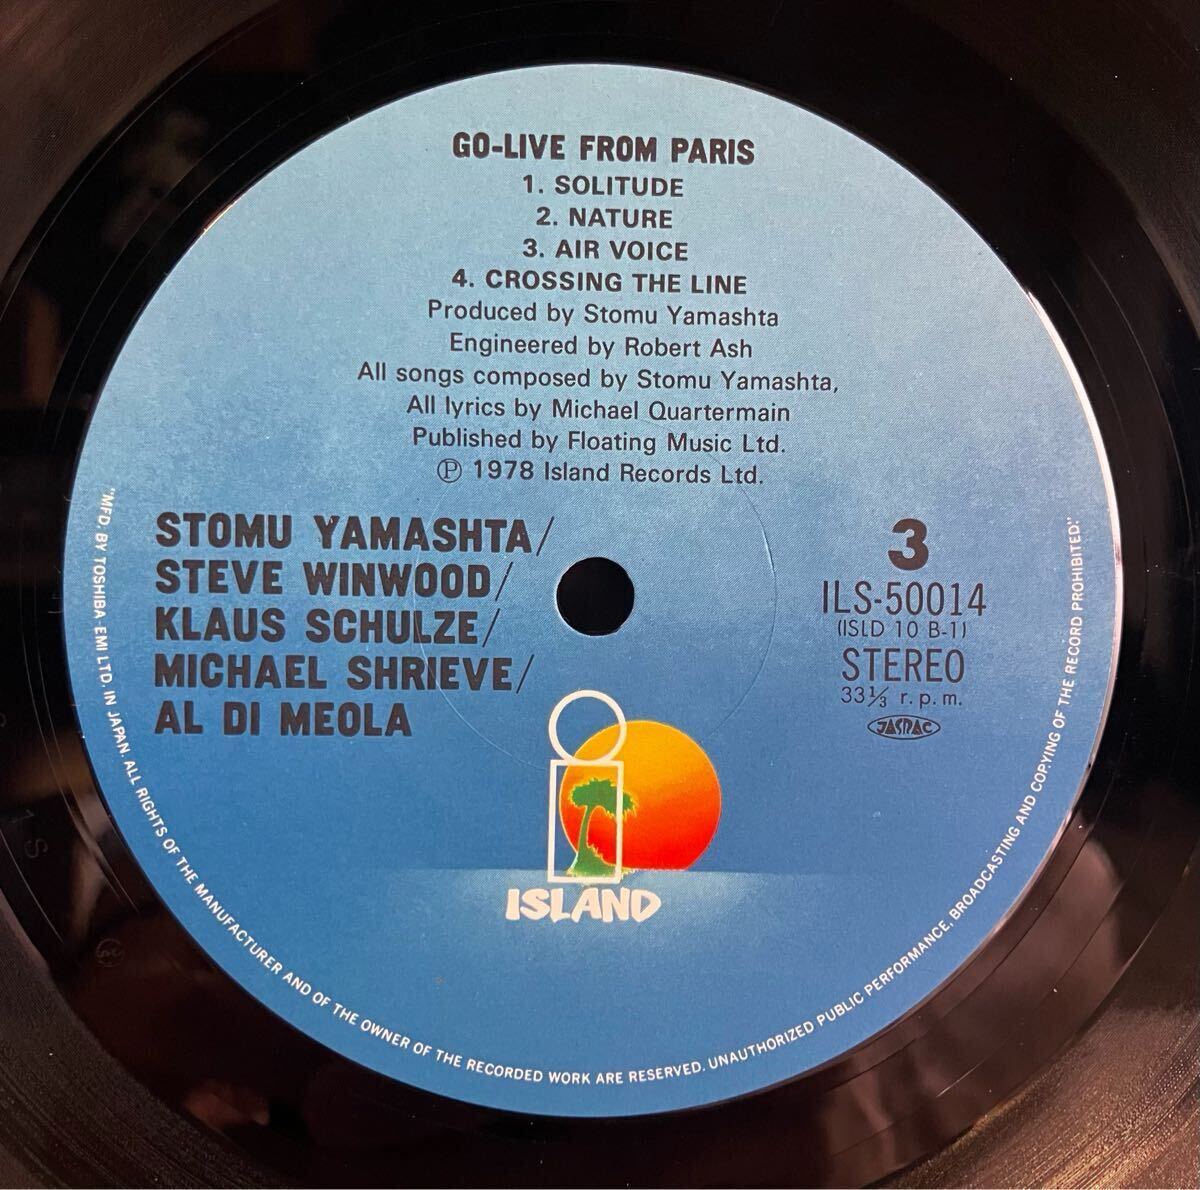 GO-LIVE FROM PARIS
1. SOLITUDE
2. NATURE
3. AIR VOICE
4. CROSSING THE LINE
Produced by Stomu Yamashta
Engineered by Robert Ash
All songs composed by Stomu Yamashta,
All lyrics by Michael Quartermain
Published by Floating Music Ltd.
Ⓟ 1978 Island Records Ltd.
STOMU YAMASHTA/
STEVE WINWOOD/
KLAUS SCHULZE/
MICHAEL SHRIEVE/
AL DI MEOLA
3
ILS-50014
(ISLD 10 B-1)
STEREO
33⅓ r.p.m.
JASRAC
ISLAND
"MFD. BY TOSHIBA-EMI LTD. IN JAPAN. ALL RIGHTS OF THE MANUFACTURER AND OF THE OWNER OF THE RECORDED WORK ARE RESERVED. UNAUTHORIZED PUBLIC PERFORMANCE, BROADCASTING AND COPYING OF THE RECORD PROHIBITED."